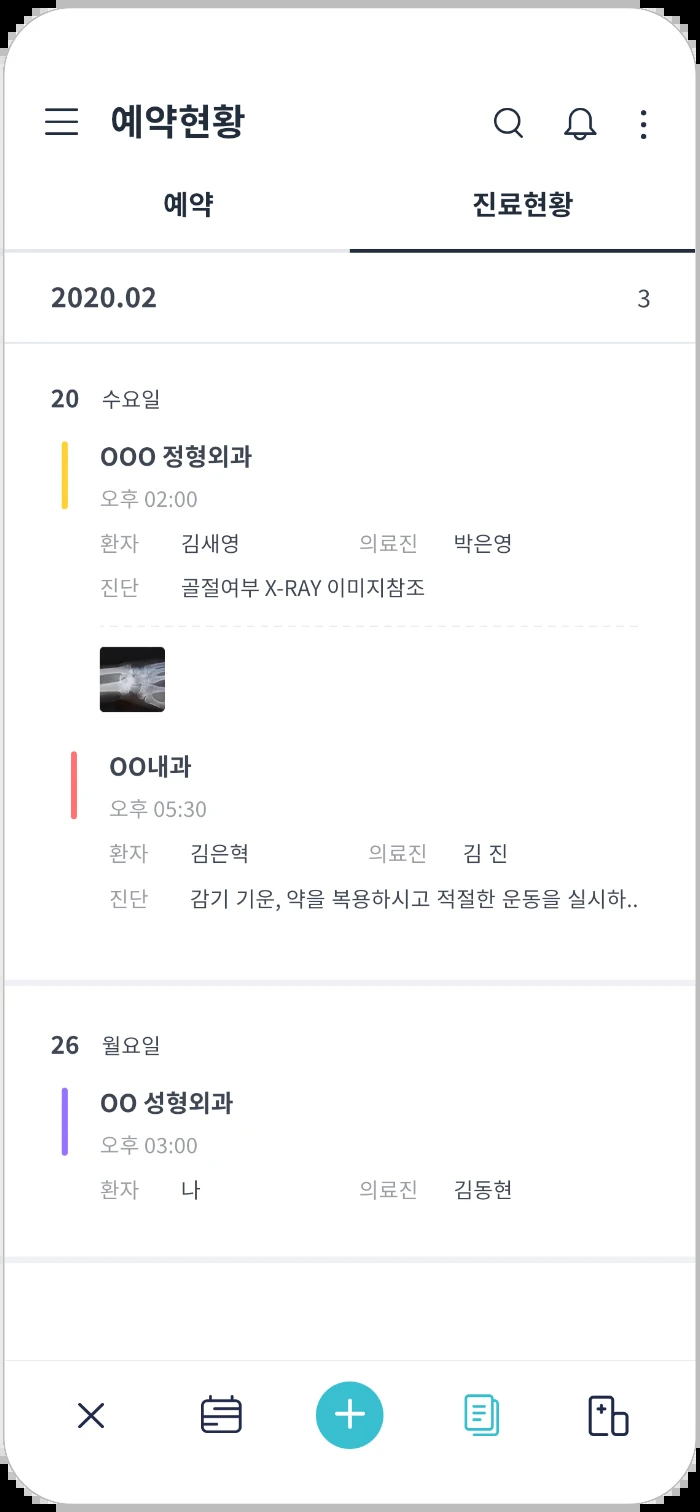 예약현황
예약 진료현황
2020.02 3
20 수요일
OOO 정형외과
오후 02:00
환자 김새영 의료진 박은영
진단 골절여부 X-RAY 이미지참조
OO내과
오후 05:30
환자 김은혁 의료진 김 진
진단 감기 기운, 약을 복용하시고 적절한 운동을 실시하..
26 월요일
OO 성형외과
오후 03:00
환자 나 의료진 김동현